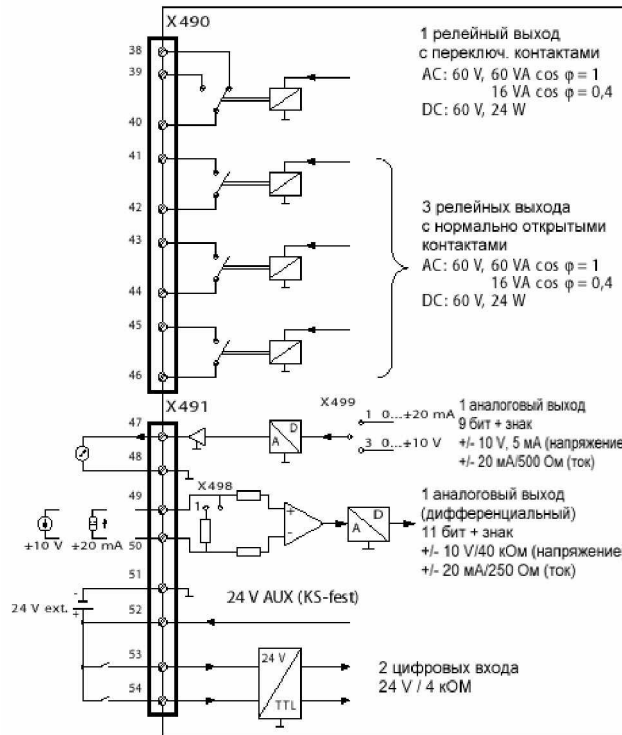 X490
38
39
40
41
42
43
44
45
46
1 релейный выход
с переключ. контактами
AC: 60 V, 60 VA cos φ = 1
16 VA cos φ = 0,4
DC: 60 V, 24 W
3 релейных выхода
с нормально открытыми
контактами
AC: 60 V, 60 VA cos φ = 1
16 VA cos φ = 0,4
DC: 60 V, 24 W
X491
47
48
49
50
51
52
53
54
D
A
X499
1 0...±20 mA
3 0...±10 V
1 аналоговый выход
9 бит + знак
+/- 10 V, 5 мА (напряжение
+/- 20 мА/500 Ом (ток)
X498
1
+
-
±10 V
±20 mA
D
A
1 аналоговый выход
(дифференциальный)
11 бит + знак
+/- 10 V/40 кОм (напряжение
+/- 20 мА/250 Ом (ток)
-
24 V ext.
+
24 V AUX (KS-fest)
24 V
TTL
2 цифровых входа
24 V / 4 кОМ